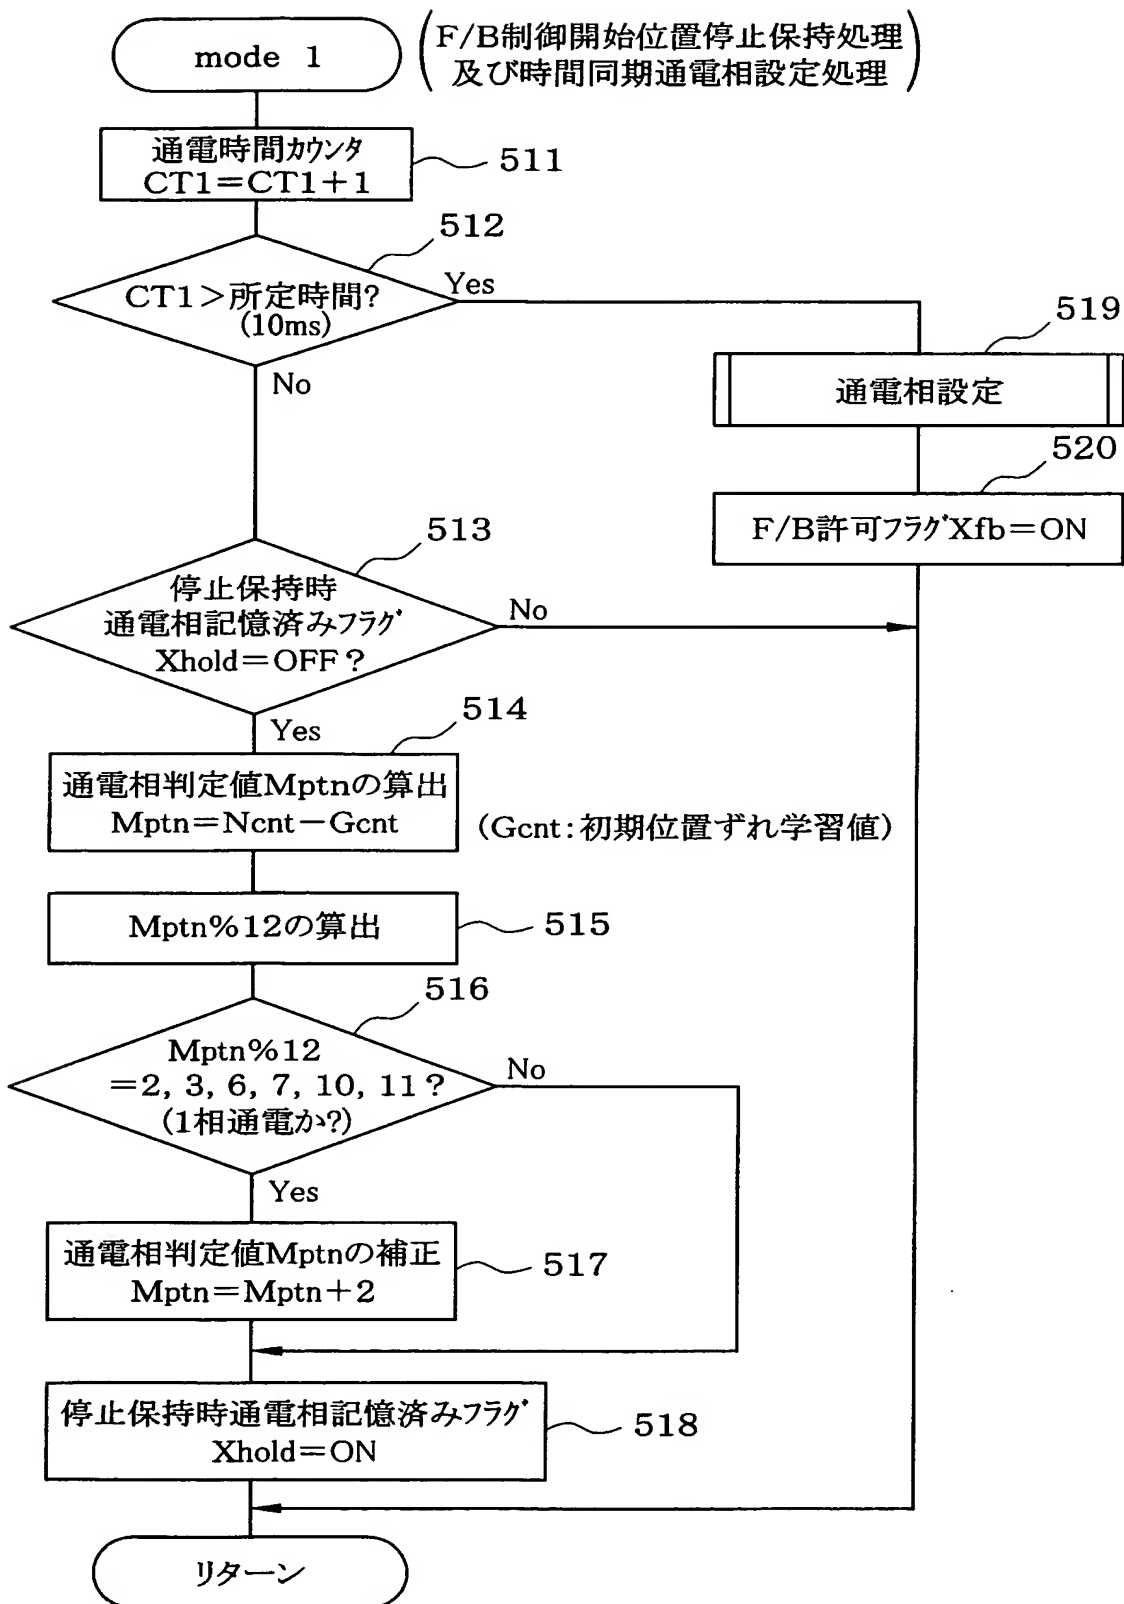 mode 1
F/B制御開始位置停止保持処理
及び時間同期通電相設定処理
通電時間カウンタ
CT1=CT1+1
511
512
CT1>所定時間?
(10ms)
Yes
No
519
通電相設定
520
F/B許可フラグXfb=ON
513
停止保持時
通電相記憶済みフラグ
Xhold=OFF?
No
Yes
514
通電相判定値Mptnの算出
Mptn=Ncnt-Gcnt
(Gcnt:初期位置ずれ学習値)
Mptn%12の算出
515
516
Mptn%12
=2, 3, 6, 7, 10, 11?
(1相通電か?)
No
Yes
通電相判定値Mptnの補正
Mptn=Mptn+2
517
停止保持時通電相記憶済みフラグ
Xhold=ON
518
リターン